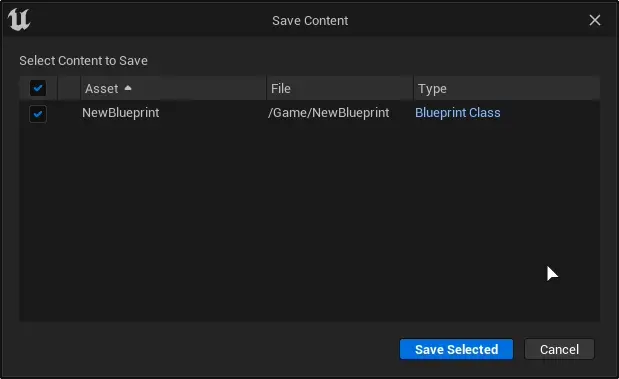 Save Content
Select Content to Save
Asset File Type
NewBlueprint /Game/NewBlueprint Blueprint Class
Save Selected Cancel